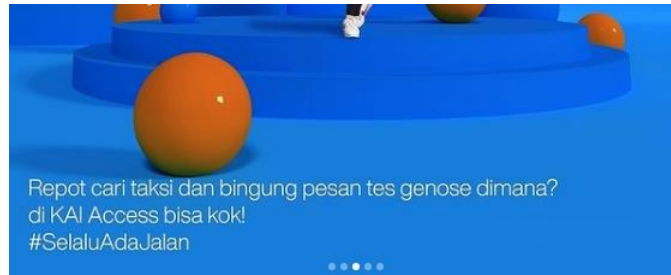 Repot cari taksi dan bingung pesan tes genose dimana?
di KAI Access bisa kok!
#SelaluAdaJalan